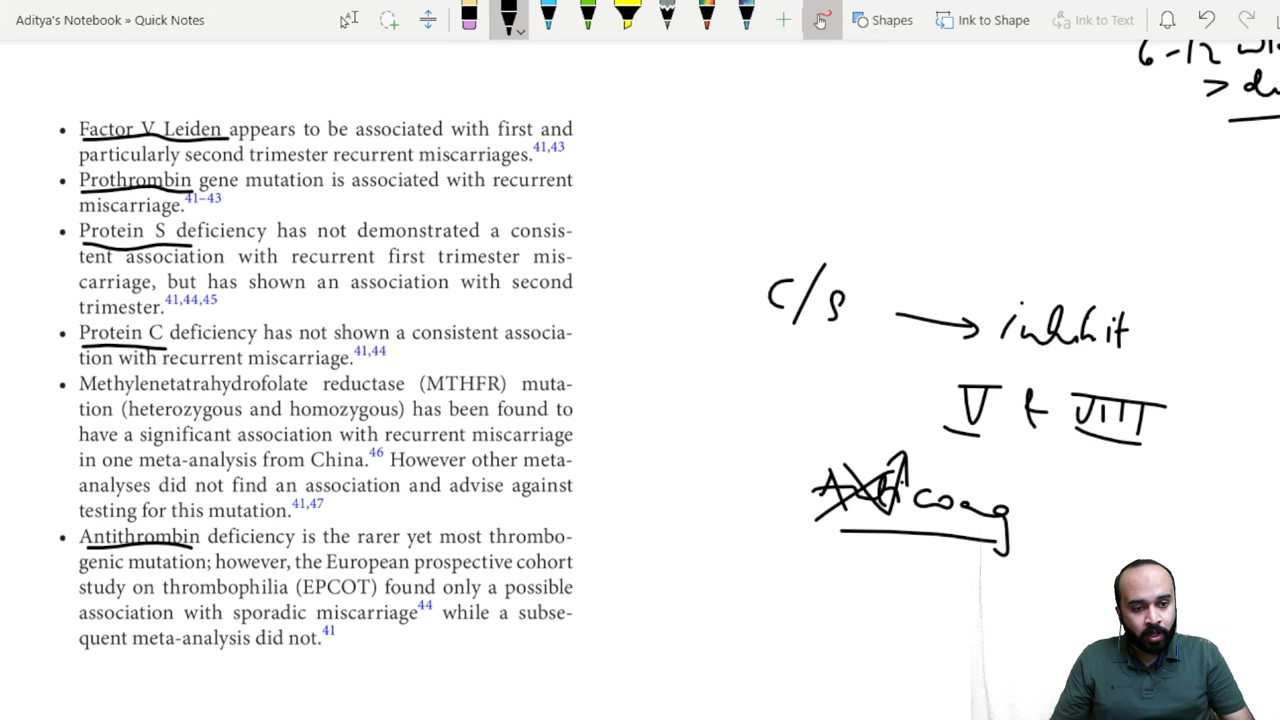 Aditya's Notebook » Quick Notes
Shapes
Ink to Shape
Ink to Text
6-12
>
• Factor V Leiden appears to be associated with first and
particularly second trimester recurrent miscarriages.41,43
• Prothrombin gene mutation is associated with recurrent
miscarriage.41–43
• Protein S deficiency has not demonstrated a consis-
tent association with recurrent first trimester mis-
carriage, but has shown an association with second
trimester.41,44,45
• Protein C deficiency has not shown a consistent associa-
tion with recurrent miscarriage.41,44
• Methylenetatrahydrofolate reductase (MTHFR) muta-
tion (heterozygous and homozygous) has been found to
have a significant association with recurrent miscarriage
in one meta-analysis from China.46 However other meta-
analyses did not find an association and advise against
testing for this mutation.41,47
• Antithrombin deficiency is the rarer yet most thrombo-
genic mutation; however, the European prospective cohort
study on thrombophilia (EPCOT) found only a possible
association with sporadic miscarriage44 while a subse-
quent meta-analysis did not.41
C/S → inhibit
V & VIII
coag